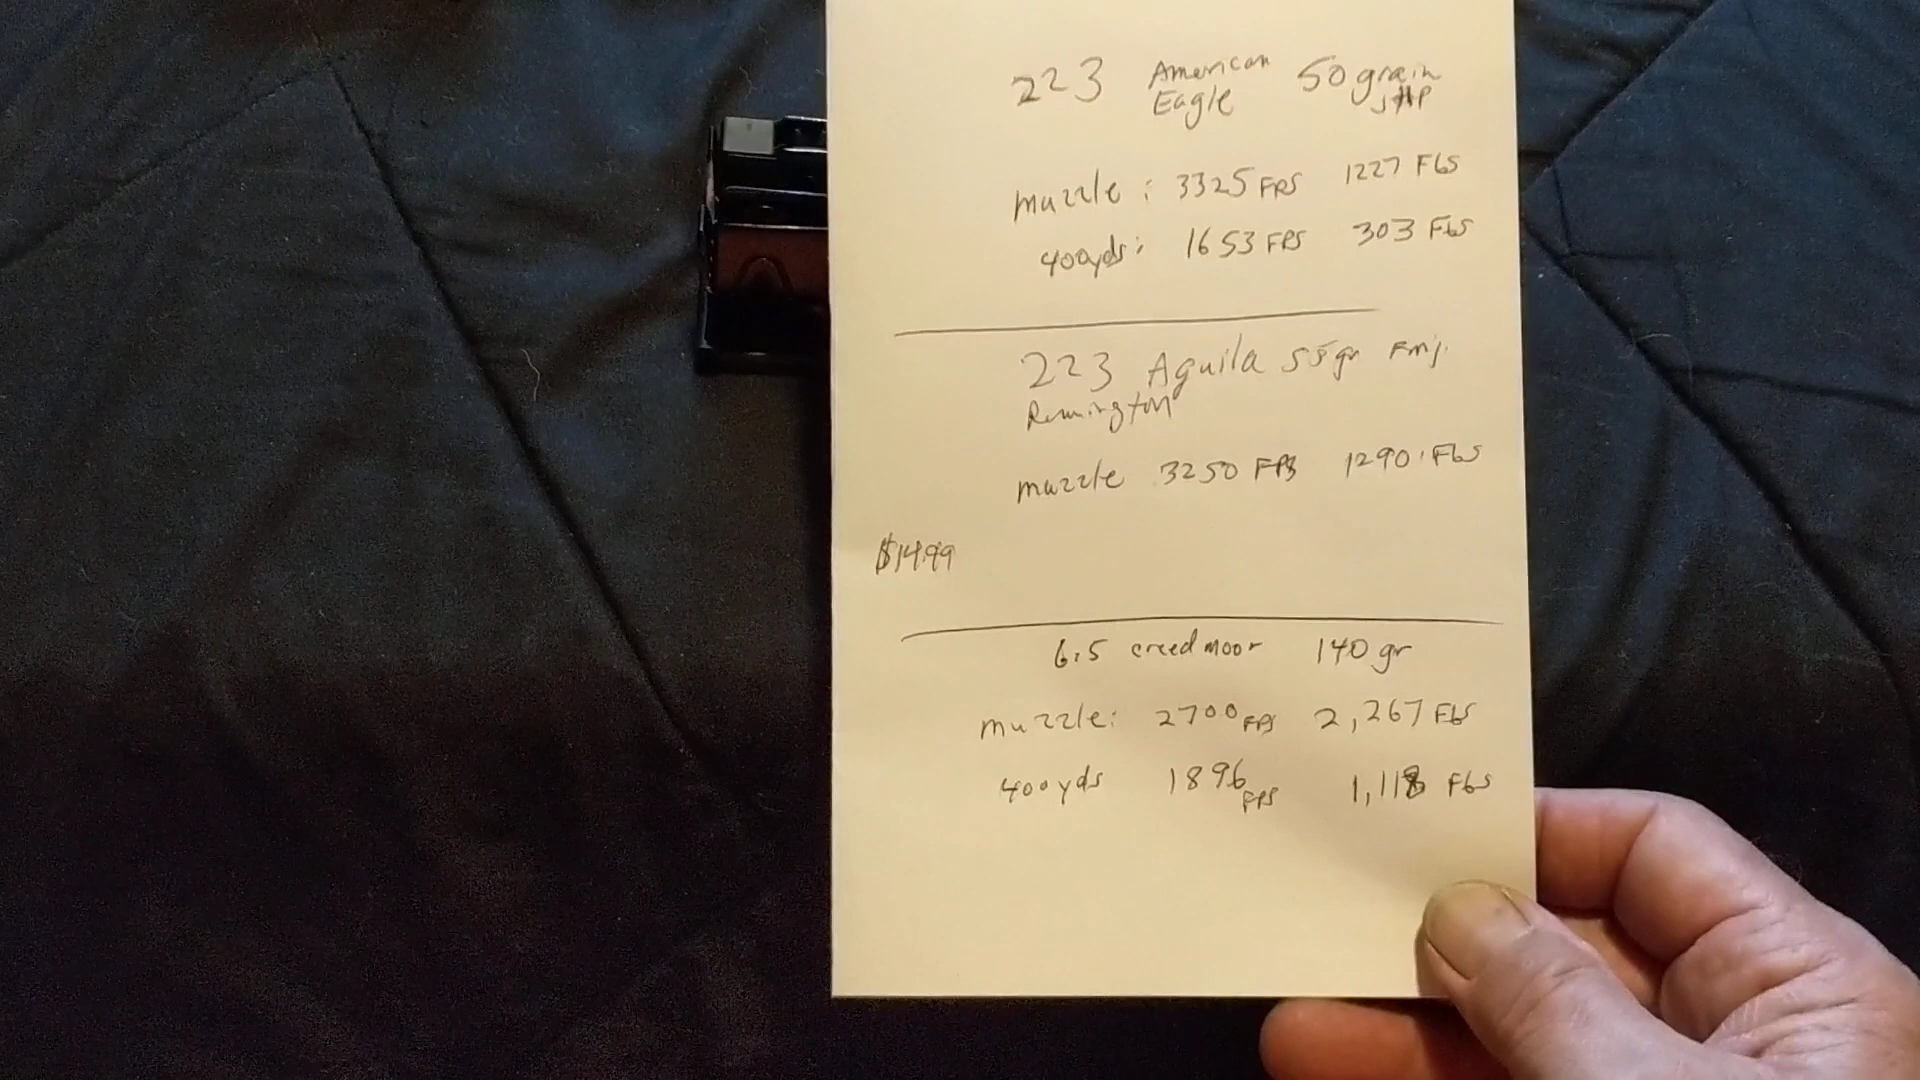 223 American Eagle 50 grain JHP
muzzle: 3325 FPS 1227 Fbs
400yds: 1653 FPS 303 Fbs
223 Aguila 55gr Fmj.
Remington
muzzle 3250 FPS 1290 Fbs
$14.99
6.5 creedmoor 140 gr
muzzle: 2700 FPS 2,267 Fbs
400yds 1896 FPS 1,118 Fbs